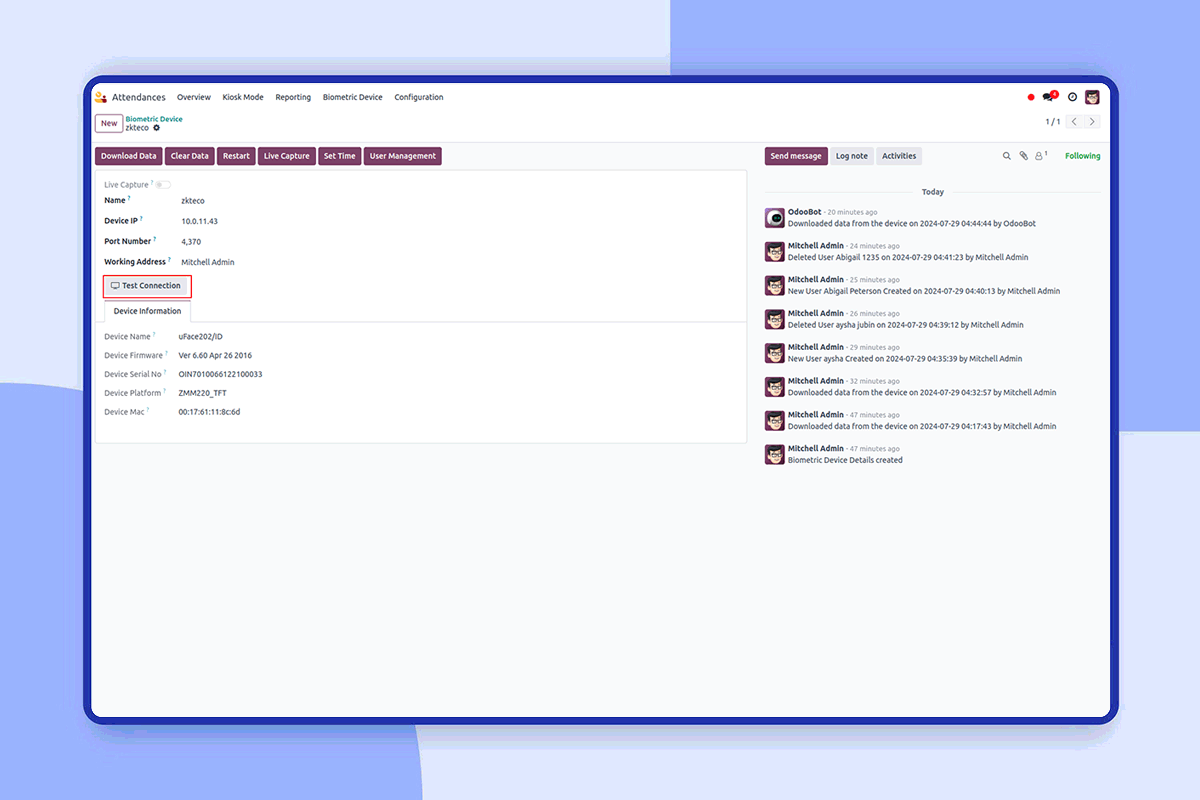 Attendances Overview Kiosk Mode Reporting Biometric Device Configuration 4
New Biometric Device
zkteco
1 / 1
Download Data Clear Data Restart Live Capture Set Time User Management
Send message Log note Activities 1 Following
Live Capture ?
Name ? zkteco
Device IP ? 10.0.11.43
Port Number ? 4,370
Working Address ? Mitchell Admin
Test Connection
Device Information
Device Name ? uFace202/ID
Device Firmware ? Ver 6.60 Apr 26 2016
Device Serial No ? OIN7010066122100033
Device Platform ? ZMM220_TFT
Device Mac ? 00:17:61:11:8c:6d
Today
OdooBot - 20 minutes ago
Downloaded data from the device on 2024-07-29 04:44:44 by OdooBot
Mitchell Admin - 24 minutes ago
Deleted User Abigail 1235 on 2024-07-29 04:41:23 by Mitchell Admin
Mitchell Admin - 25 minutes ago
New User Abigail Peterson Created on 2024-07-29 04:40:13 by Mitchell Admin
Mitchell Admin - 26 minutes ago
Deleted User aysha jubin on 2024-07-29 04:39:12 by Mitchell Admin
Mitchell Admin - 29 minutes ago
New User aysha Created on 2024-07-29 04:35:39 by Mitchell Admin
Mitchell Admin - 32 minutes ago
Downloaded data from the device on 2024-07-29 04:32:57 by Mitchell Admin
Mitchell Admin - 47 minutes ago
Downloaded data from the device on 2024-07-29 04:17:43 by Mitchell Admin
Mitchell Admin - 47 minutes ago
Biometric Device Details created